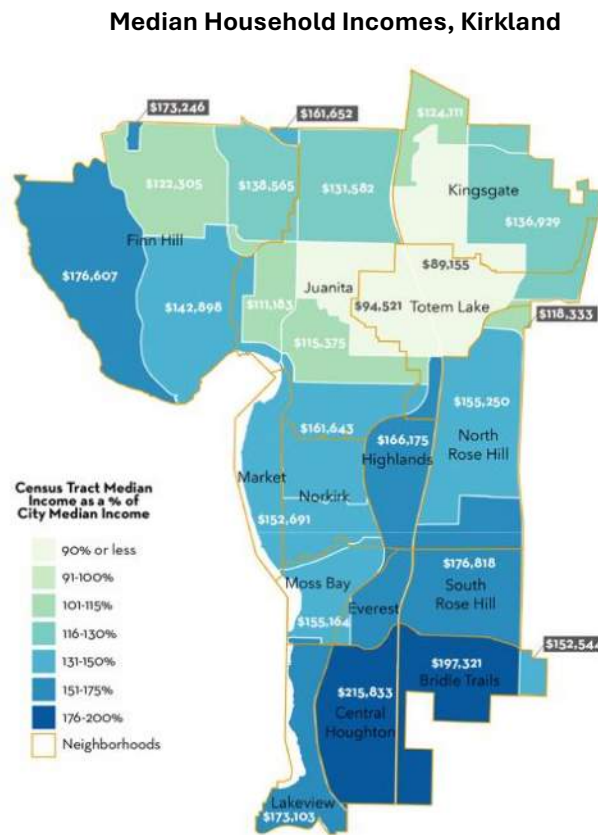 Median Household Incomes, Kirkland
$173,246
$161,652
$124,111
$122,305
$138,565
$131,582
Kingsgate
$136,929
Finn Hill
$89,155
$176,607
Juanita
$142,898
$111,183
$94,521
Totem Lake
$118,333
$115,375
$155,250
$161,643
$166,175
North
Rose Hill
Highlands
Market
Norkirk
$152,691
Census Tract Median
Income as a % of
City Median Income
90% or less
91-100%
101-115%
116-130%
131-150%
151-175%
176-200%
Neighborhoods
Moss Bay
$176,818
South
Rose Hill
Everest
$155,164
$152,544
$197,321
Bridle Trails
$215,833
Central
Houghton
Lakeview
$173,103